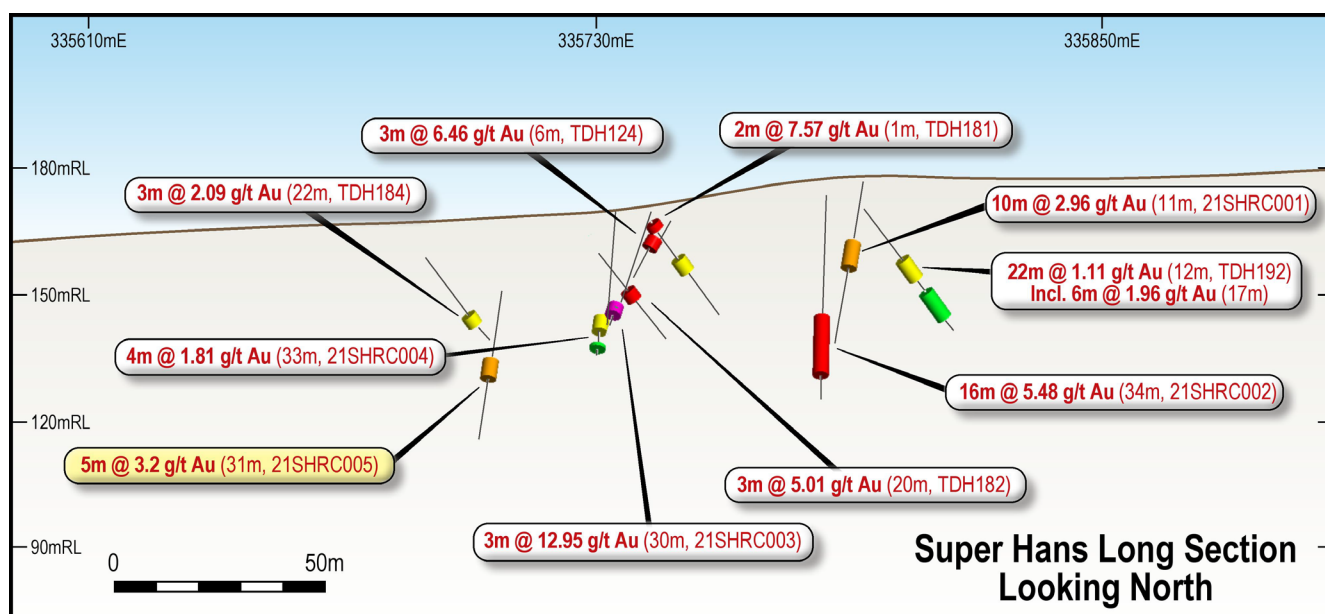 335610mE
335730mE
335850mE
3m @ 6.46 g/t Au (6m, TDH124)
2m @ 7.57 g/t Au (1m, TDH181)
180mRL
3m @ 2.09 g/t Au (22m, TDH184)
10m @ 2.96 g/t Au (11m, 21SHRC001)
22m @ 1.11 g/t Au (12m, TDH192)
Incl. 6m @ 1.96 g/t Au (17m)
150mRL
4m @ 1.81 g/t Au (33m, 21SHRC004)
16m @ 5.48 g/t Au (34m, 21SHRC002)
120mRL
5m @ 3.2 g/t Au (31m, 21SHRC005)
3m @ 5.01 g/t Au (20m, TDH182)
3m @ 12.95 g/t Au (30m, 21SHRC003)
90mRL
0 50m
Super Hans Long Section
Looking North